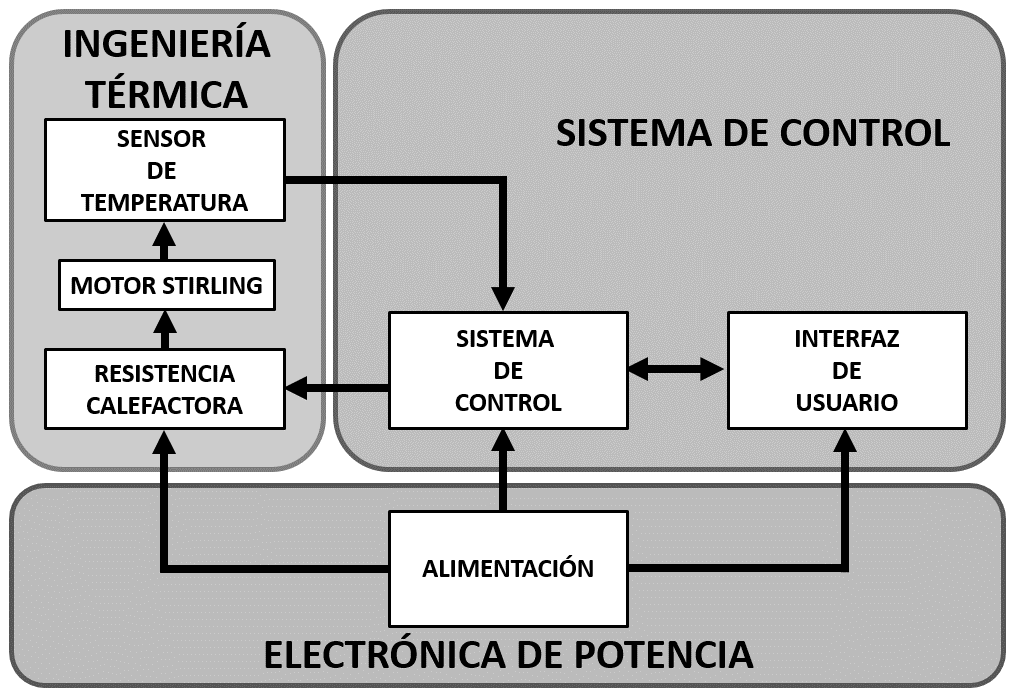 INGENIERÍA
TÉRMICA
SENSOR
DE
TEMPERATURA
MOTOR STIRLING
RESISTENCIA
CALEFACTORA
SISTEMA DE CONTROL
SISTEMA
DE
CONTROL
INTERFAZ
DE
USUARIO
ALIMENTACIÓN
ELECTRÓNICA DE POTENCIA